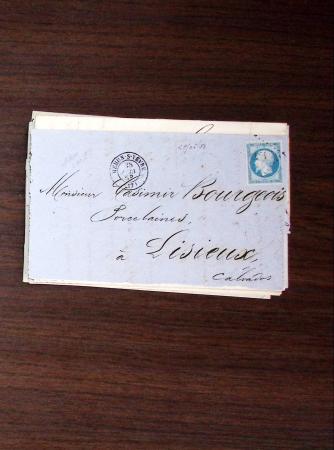 Monsieur Casimir Bourgeois
Porcelaines,
à Lisieux,
Calvados